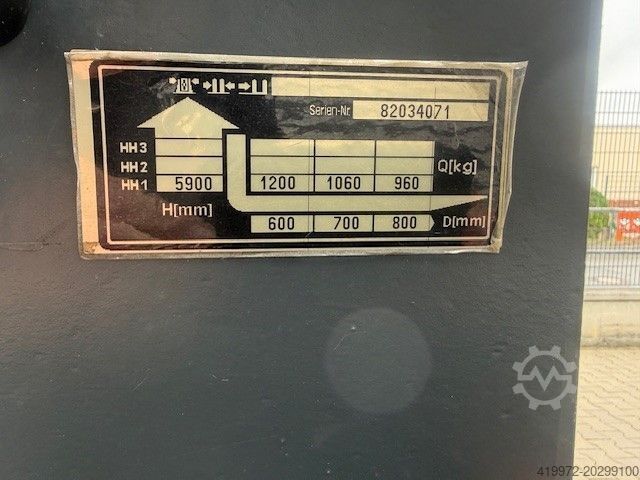 Serien-Nr. 82034071
HH3
HH2 Q[kg]
HH1 5900 1200 1060 960
H[mm]
600 700 800 D[mm]
419972-20299100